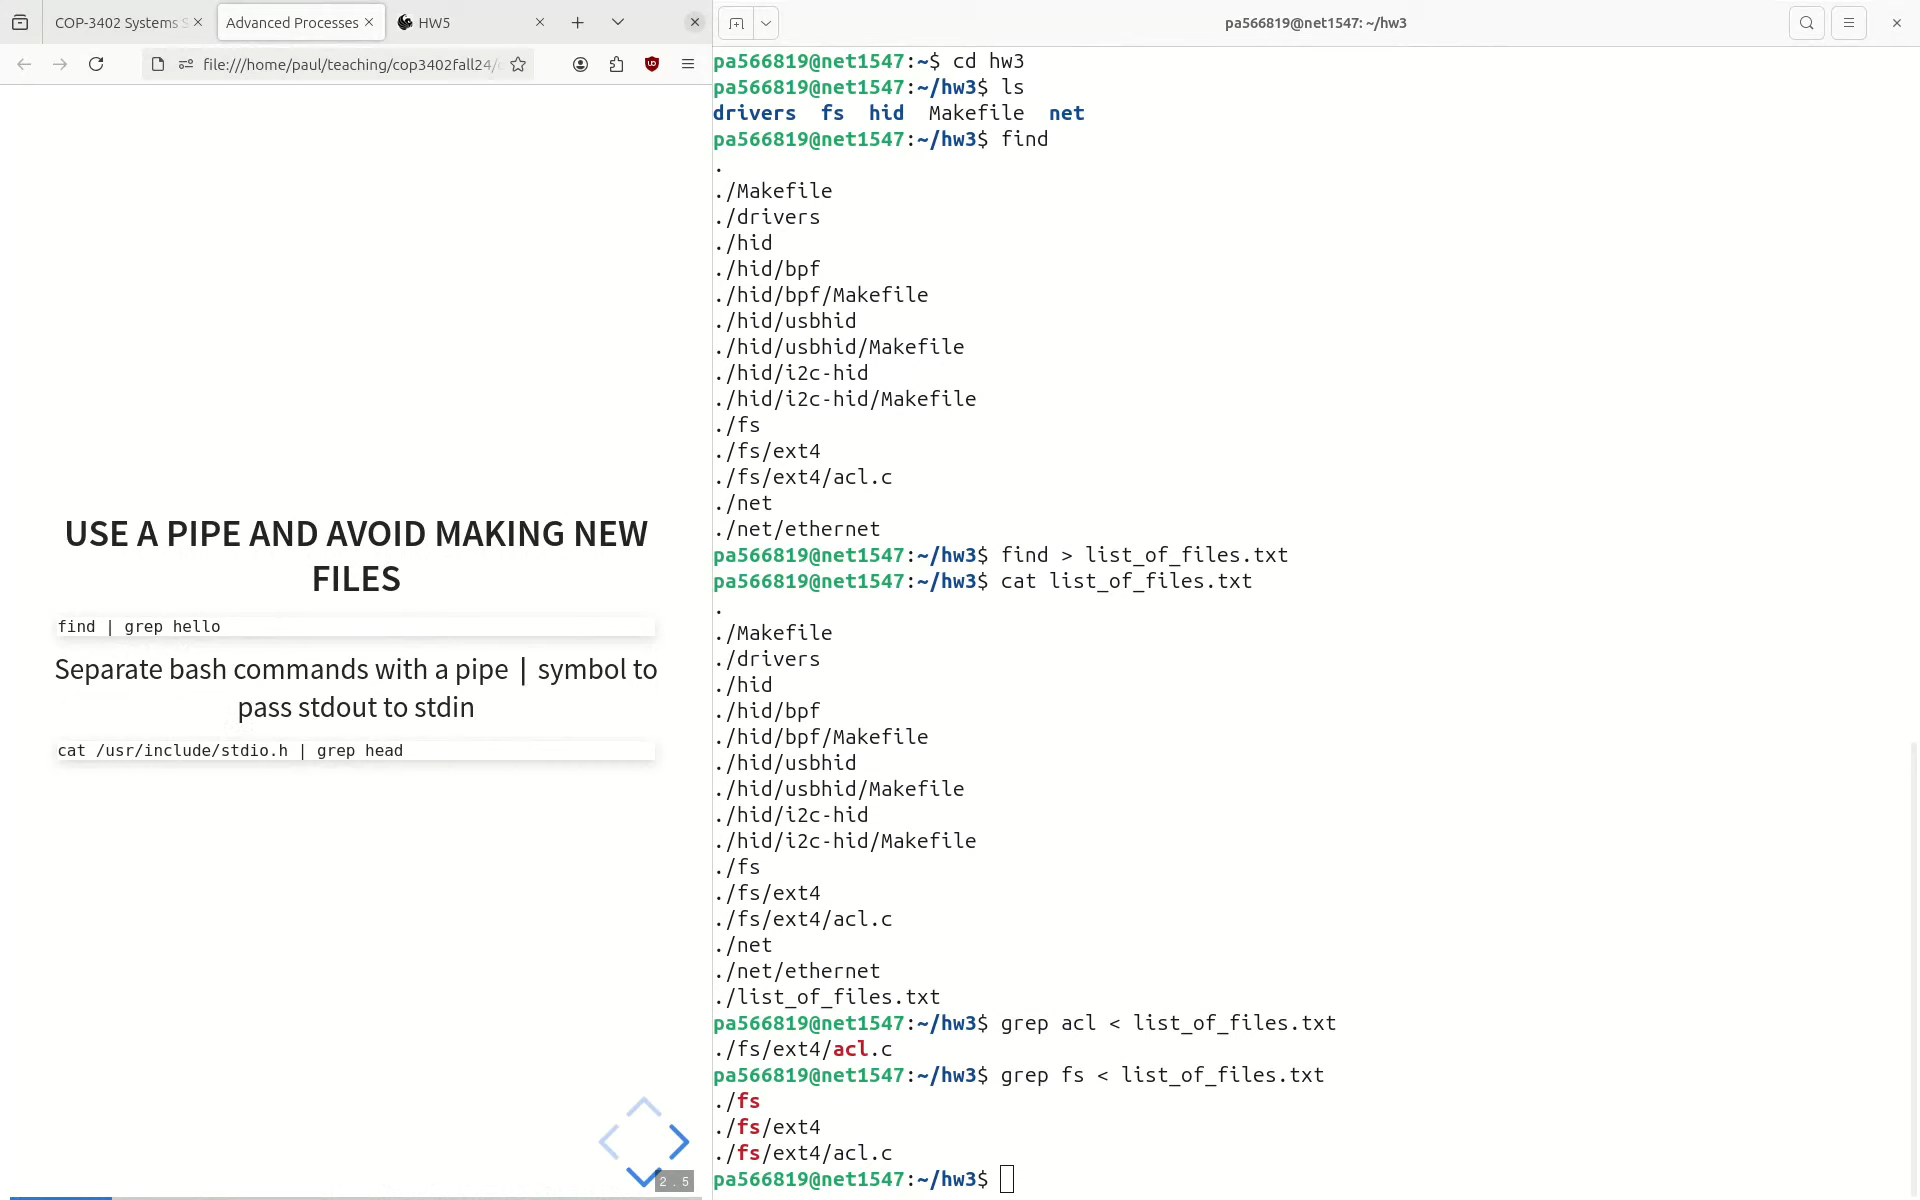 COP-3402 Systems S
Advanced Processes
HW5
file:///home/paul/teaching/cop3402fall24/
USE A PIPE AND AVOID MAKING NEW
FILES
find | grep hello
Separate bash commands with a pipe | symbol to
pass stdout to stdin
cat /usr/include/stdio.h | grep head
2 . 5
pa566819@net1547: ~/hw3
pa566819@net1547:~$ cd hw3
pa566819@net1547:~/hw3$ ls
drivers  fs  hid  Makefile  net
pa566819@net1547:~/hw3$ find
.
./Makefile
./drivers
./hid
./hid/bpf
./hid/bpf/Makefile
./hid/usbhid
./hid/usbhid/Makefile
./hid/i2c-hid
./hid/i2c-hid/Makefile
./fs
./fs/ext4
./fs/ext4/acl.c
./net
./net/ethernet
pa566819@net1547:~/hw3$ find > list_of_files.txt
pa566819@net1547:~/hw3$ cat list_of_files.txt
.
./Makefile
./drivers
./hid
./hid/bpf
./hid/bpf/Makefile
./hid/usbhid
./hid/usbhid/Makefile
./hid/i2c-hid
./hid/i2c-hid/Makefile
./fs
./fs/ext4
./fs/ext4/acl.c
./net
./net/ethernet
./list_of_files.txt
pa566819@net1547:~/hw3$ grep acl < list_of_files.txt
./fs/ext4/acl.c
pa566819@net1547:~/hw3$ grep fs < list_of_files.txt
./fs
./fs/ext4
./fs/ext4/acl.c
pa566819@net1547:~/hw3$